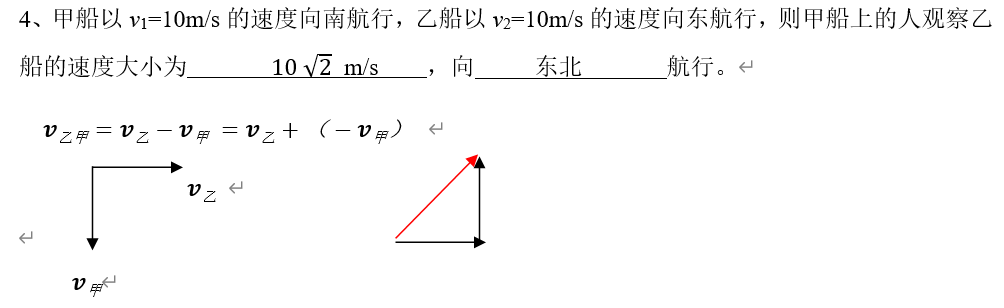 4、甲船以 v₁=10m/s 的速度向南航行，乙船以 v₂=10m/s 的速度向东航行，则甲船上的人观察乙
船的速度大小为 10 √2 m/s ，向 东北 航行。↵
v乙甲 = v乙 − v甲 = v乙 + （−v甲） ↵
v乙 ↵
↵
v甲↵